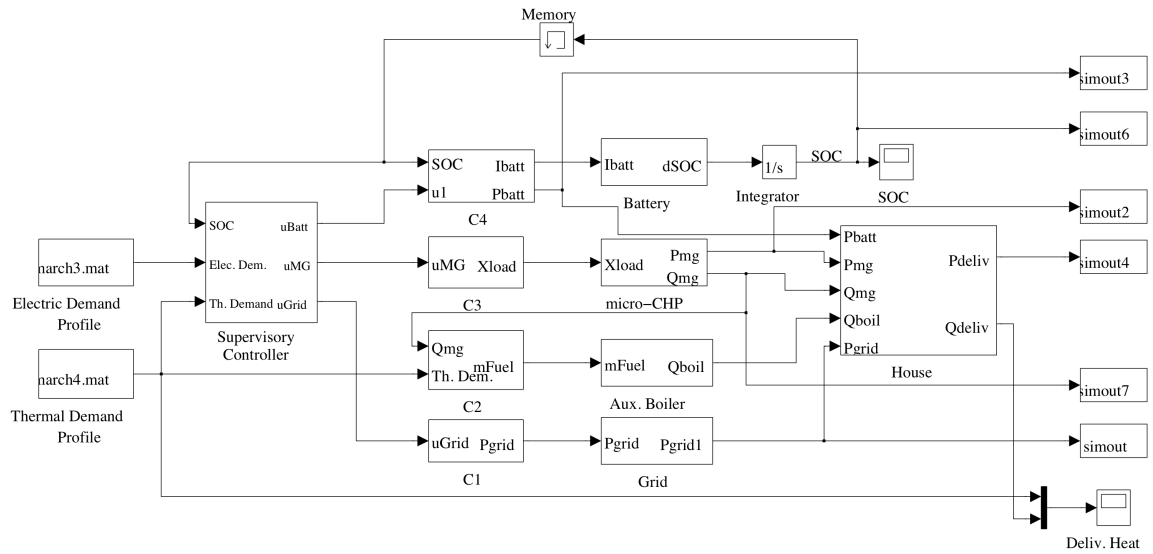 Memory
simout3
simout6
SOC
u1
Ibatt
Pbatt
C4
Ibatt
dSOC
Battery
1/s
Integrator
SOC
SOC
simout2
SOC
Elec. Dem.
Th. Demand
uBatt
uMG
uGrid
Supervisory
Controller
march3.mat
Electric Demand
Profile
march4.mat
Thermal Demand
Profile
uMG
Xload
C3
Xload
Pmg
Qmg
micro−CHP
Pbatt
Pmg
Qmg
Qboil
Pgrid
Pdeliv
Qdeliv
House
simout4
Qmg
Th. Dem.
mFuel
C2
mFuel
Qboil
Aux. Boiler
simout7
uGrid
Pgrid
C1
Pgrid
Pgrid1
Grid
simout
Deliv. Heat